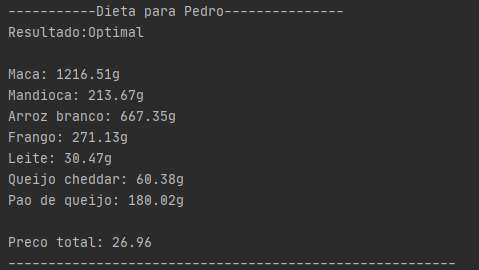 -----------Dieta para Pedro---------------
Resultado:Optimal
Maca: 1216.51g
Mandioca: 213.67g
Arroz branco: 667.35g
Frango: 271.13g
Leite: 30.47g
Queijo cheddar: 60.38g
Pao de queijo: 180.02g
Preco total: 26.96
--------------------------------------------------------